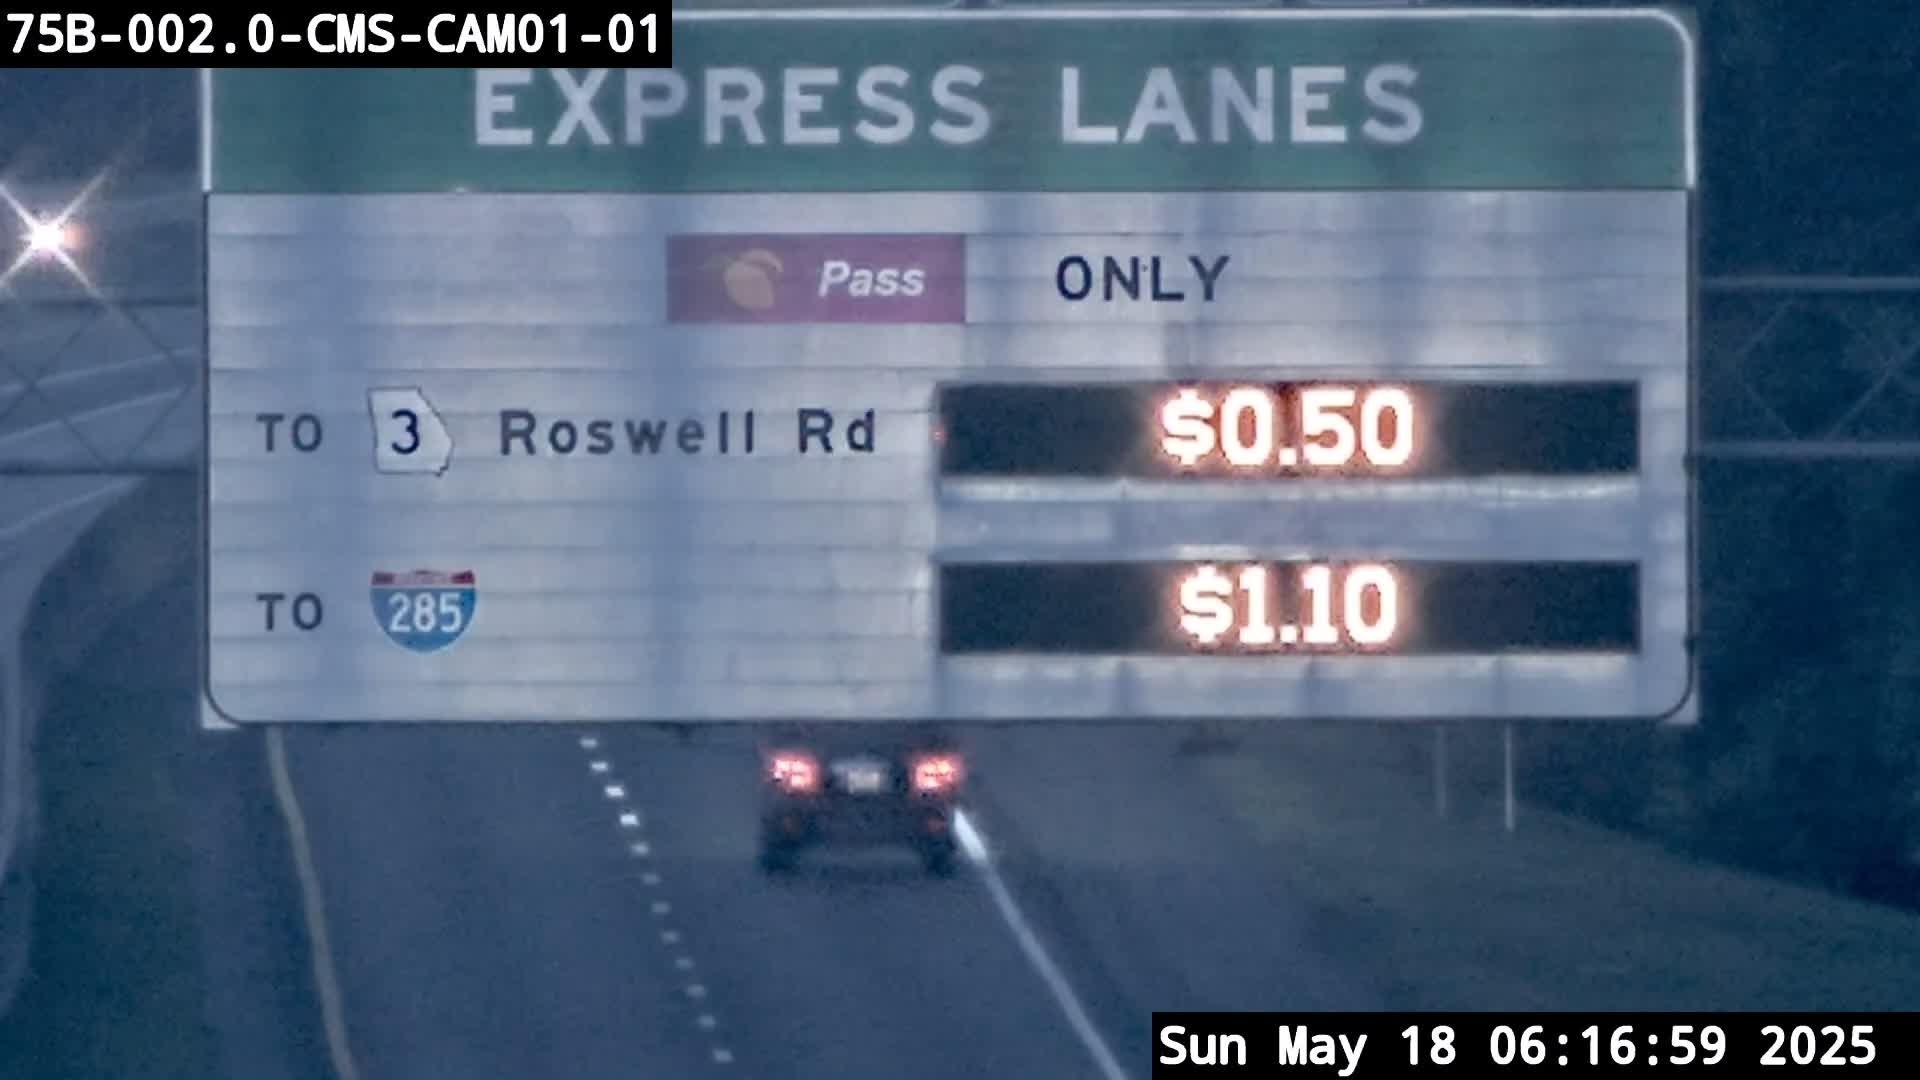 75B-002.0-CMS-CAM01-01
EXPRESS LANES
Pass ONLY
TO 3 Roswell Rd $0.50
TO 285 $1.10
Sun May 18 06:16:59 2025